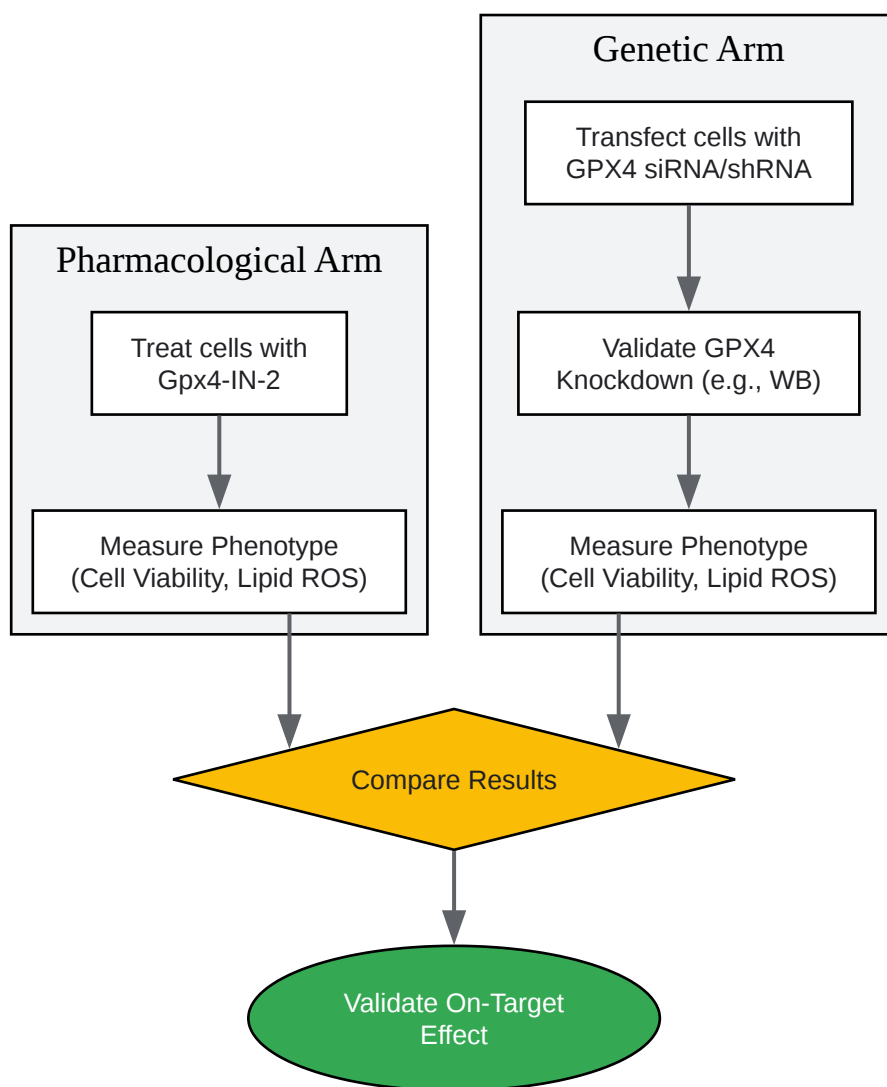 Pharmacological Arm
Treat cells with
Gpx4-IN-2
Measure Phenotype
(Cell Viability, Lipid ROS)
Genetic Arm
Transfect cells with
GPX4 siRNA/shRNA
Validate GPX4
Knockdown (e.g., WB)
Measure Phenotype
(Cell Viability, Lipid ROS)
Compare Results
Validate On-Target
Effect